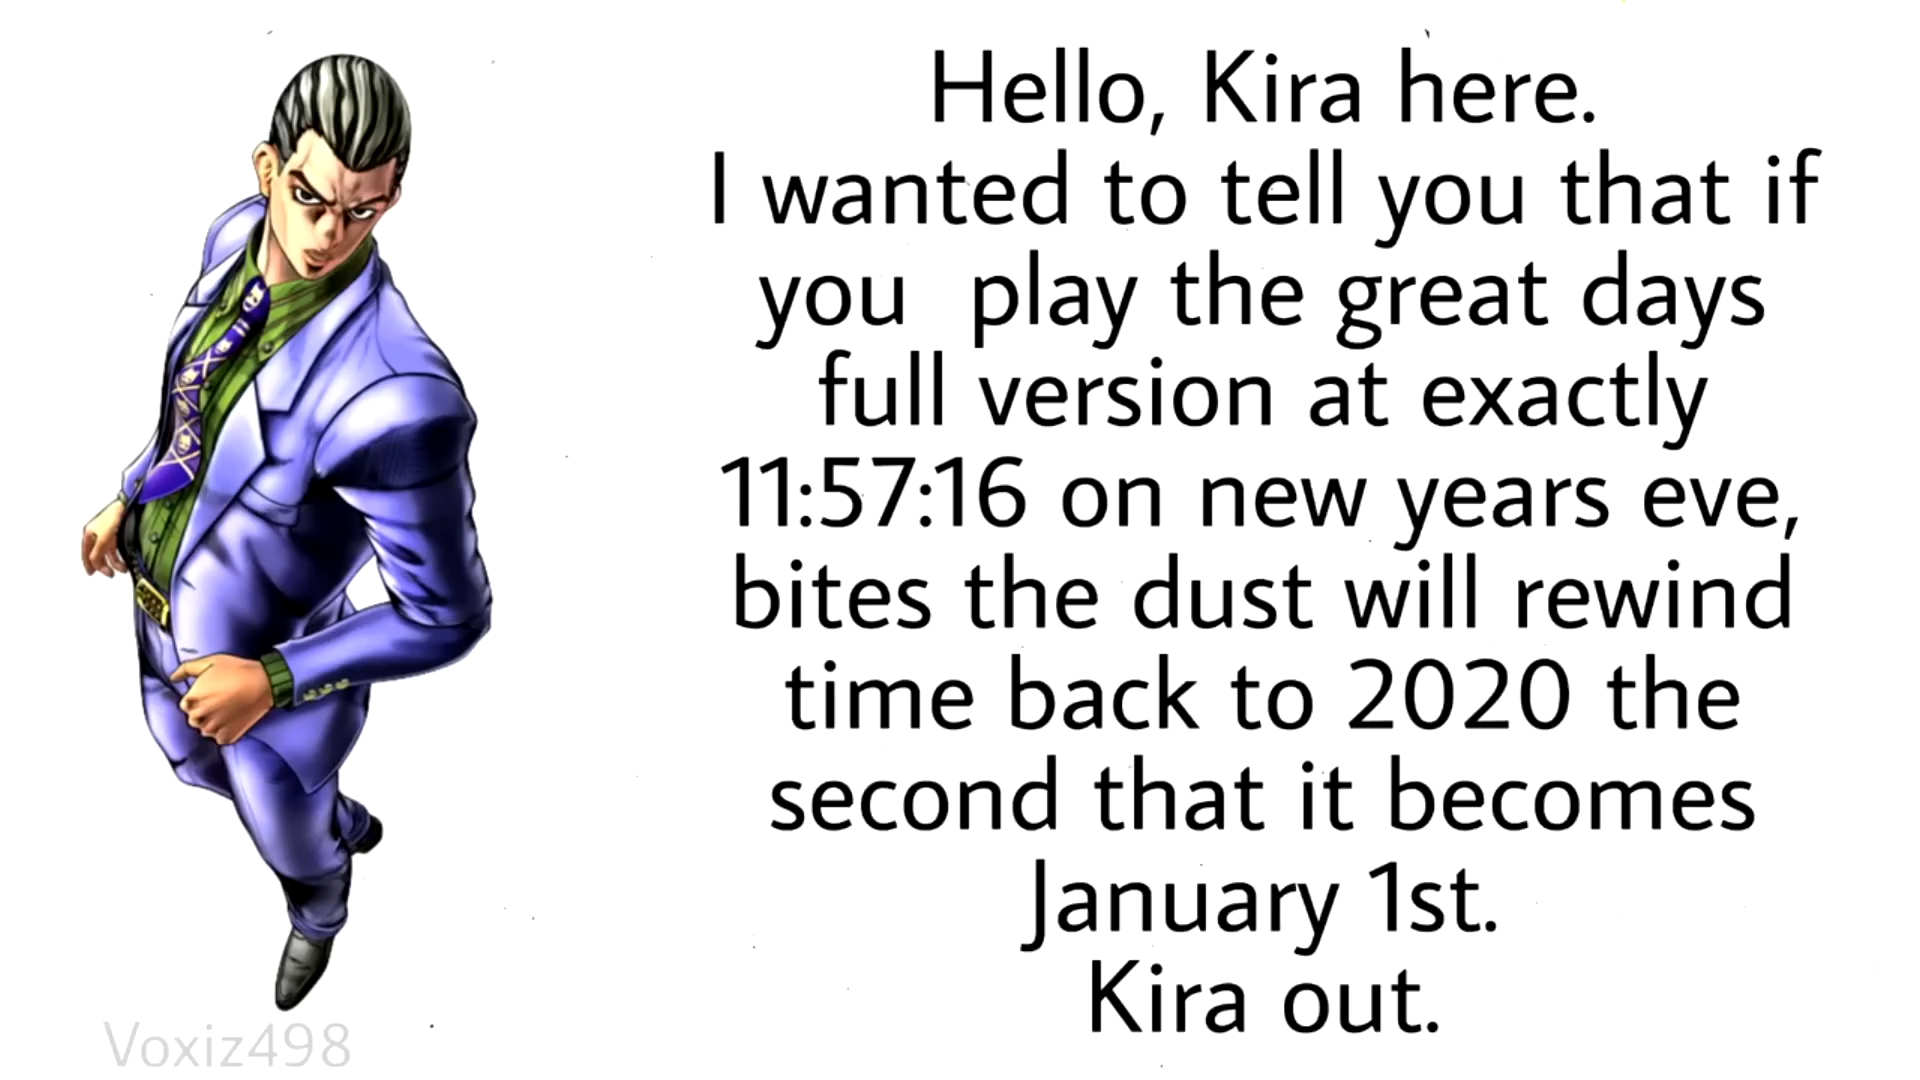 Hello, Kira here.
I wanted to tell you that if
you play the great days
full version at exactly
11:57:16 on new years eve,
bites the dust will rewind
time back to 2020 the
second that it becomes
January 1st.
Kira out.
Voxiz498